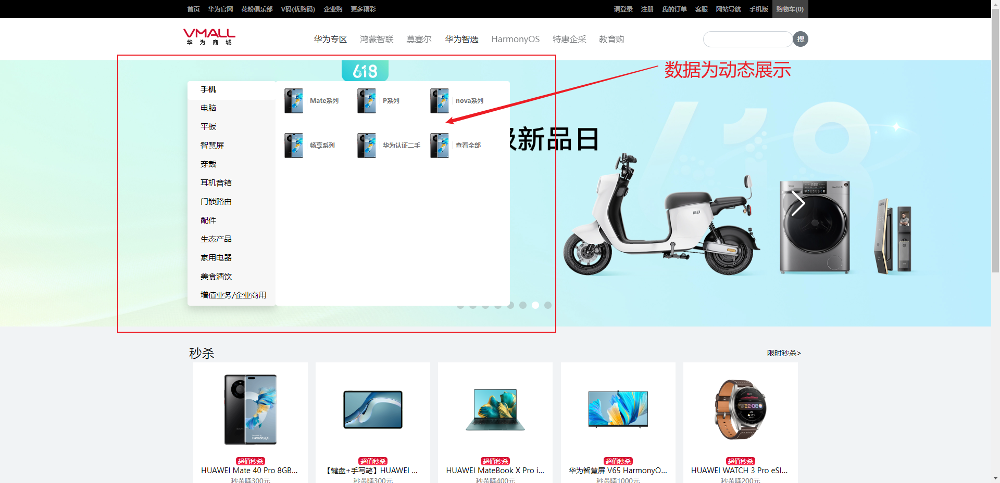 首页 华为官网 花粉俱乐部 V码(优购码) 企业购 更多精彩 请登录 注册 我的订单 客服 网站导航 手机版 购物车(0)
VMALL
华为商城
华为专区 鸿蒙智联 莫塞尔 华为智选 HarmonyOS 特惠企采 教育购 搜
618
数据为动态展示
手机
电脑
平板
智慧屏
穿戴
耳机音箱
门锁路由
配件
生态产品
家用电器
美食酒饮
增值业务/企业商用
Mate系列 P系列 nova系列
畅享系列 华为认证二手 查看全部
级新品日
618
秒杀 限时秒杀>
HarmonyOS
22:08
超值秒杀 超值秒杀 超值秒杀 超值秒杀 超值秒杀
HUAWEI Mate 40 Pro 8GB... 【键盘+手写笔】HUAWEI ... HUAWEI MateBook X Pro i... 华为智慧屏 V65 HarmonyO... HUAWEI WATCH 3 Pro eSI...
秒杀降300元 秒杀降300元 秒杀降400元 秒杀降1000元 秒杀降200元